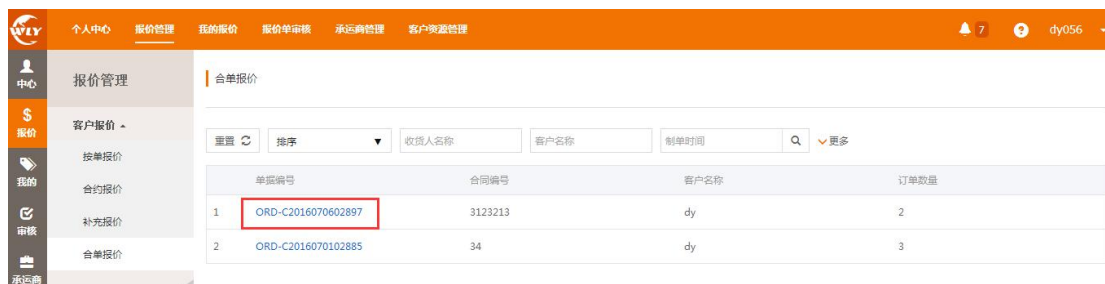 WLY 个人中心 报价管理 我的报价 报价单审核 承运商管理 客户资源管理 7 ? dy056
中心
报价管理
合单报价
$
报价
客户报价
重置 排序 收货人名称 客户名称 制单时间 更多
按单报价
我的
单据编号 合同编号 客户名称 订单数量
合约报价
1 ORD-C2016070602897 3123213 dy 2
审核
补充报价
2 ORD-C2016070102885 34 dy 3
合单报价
承运商